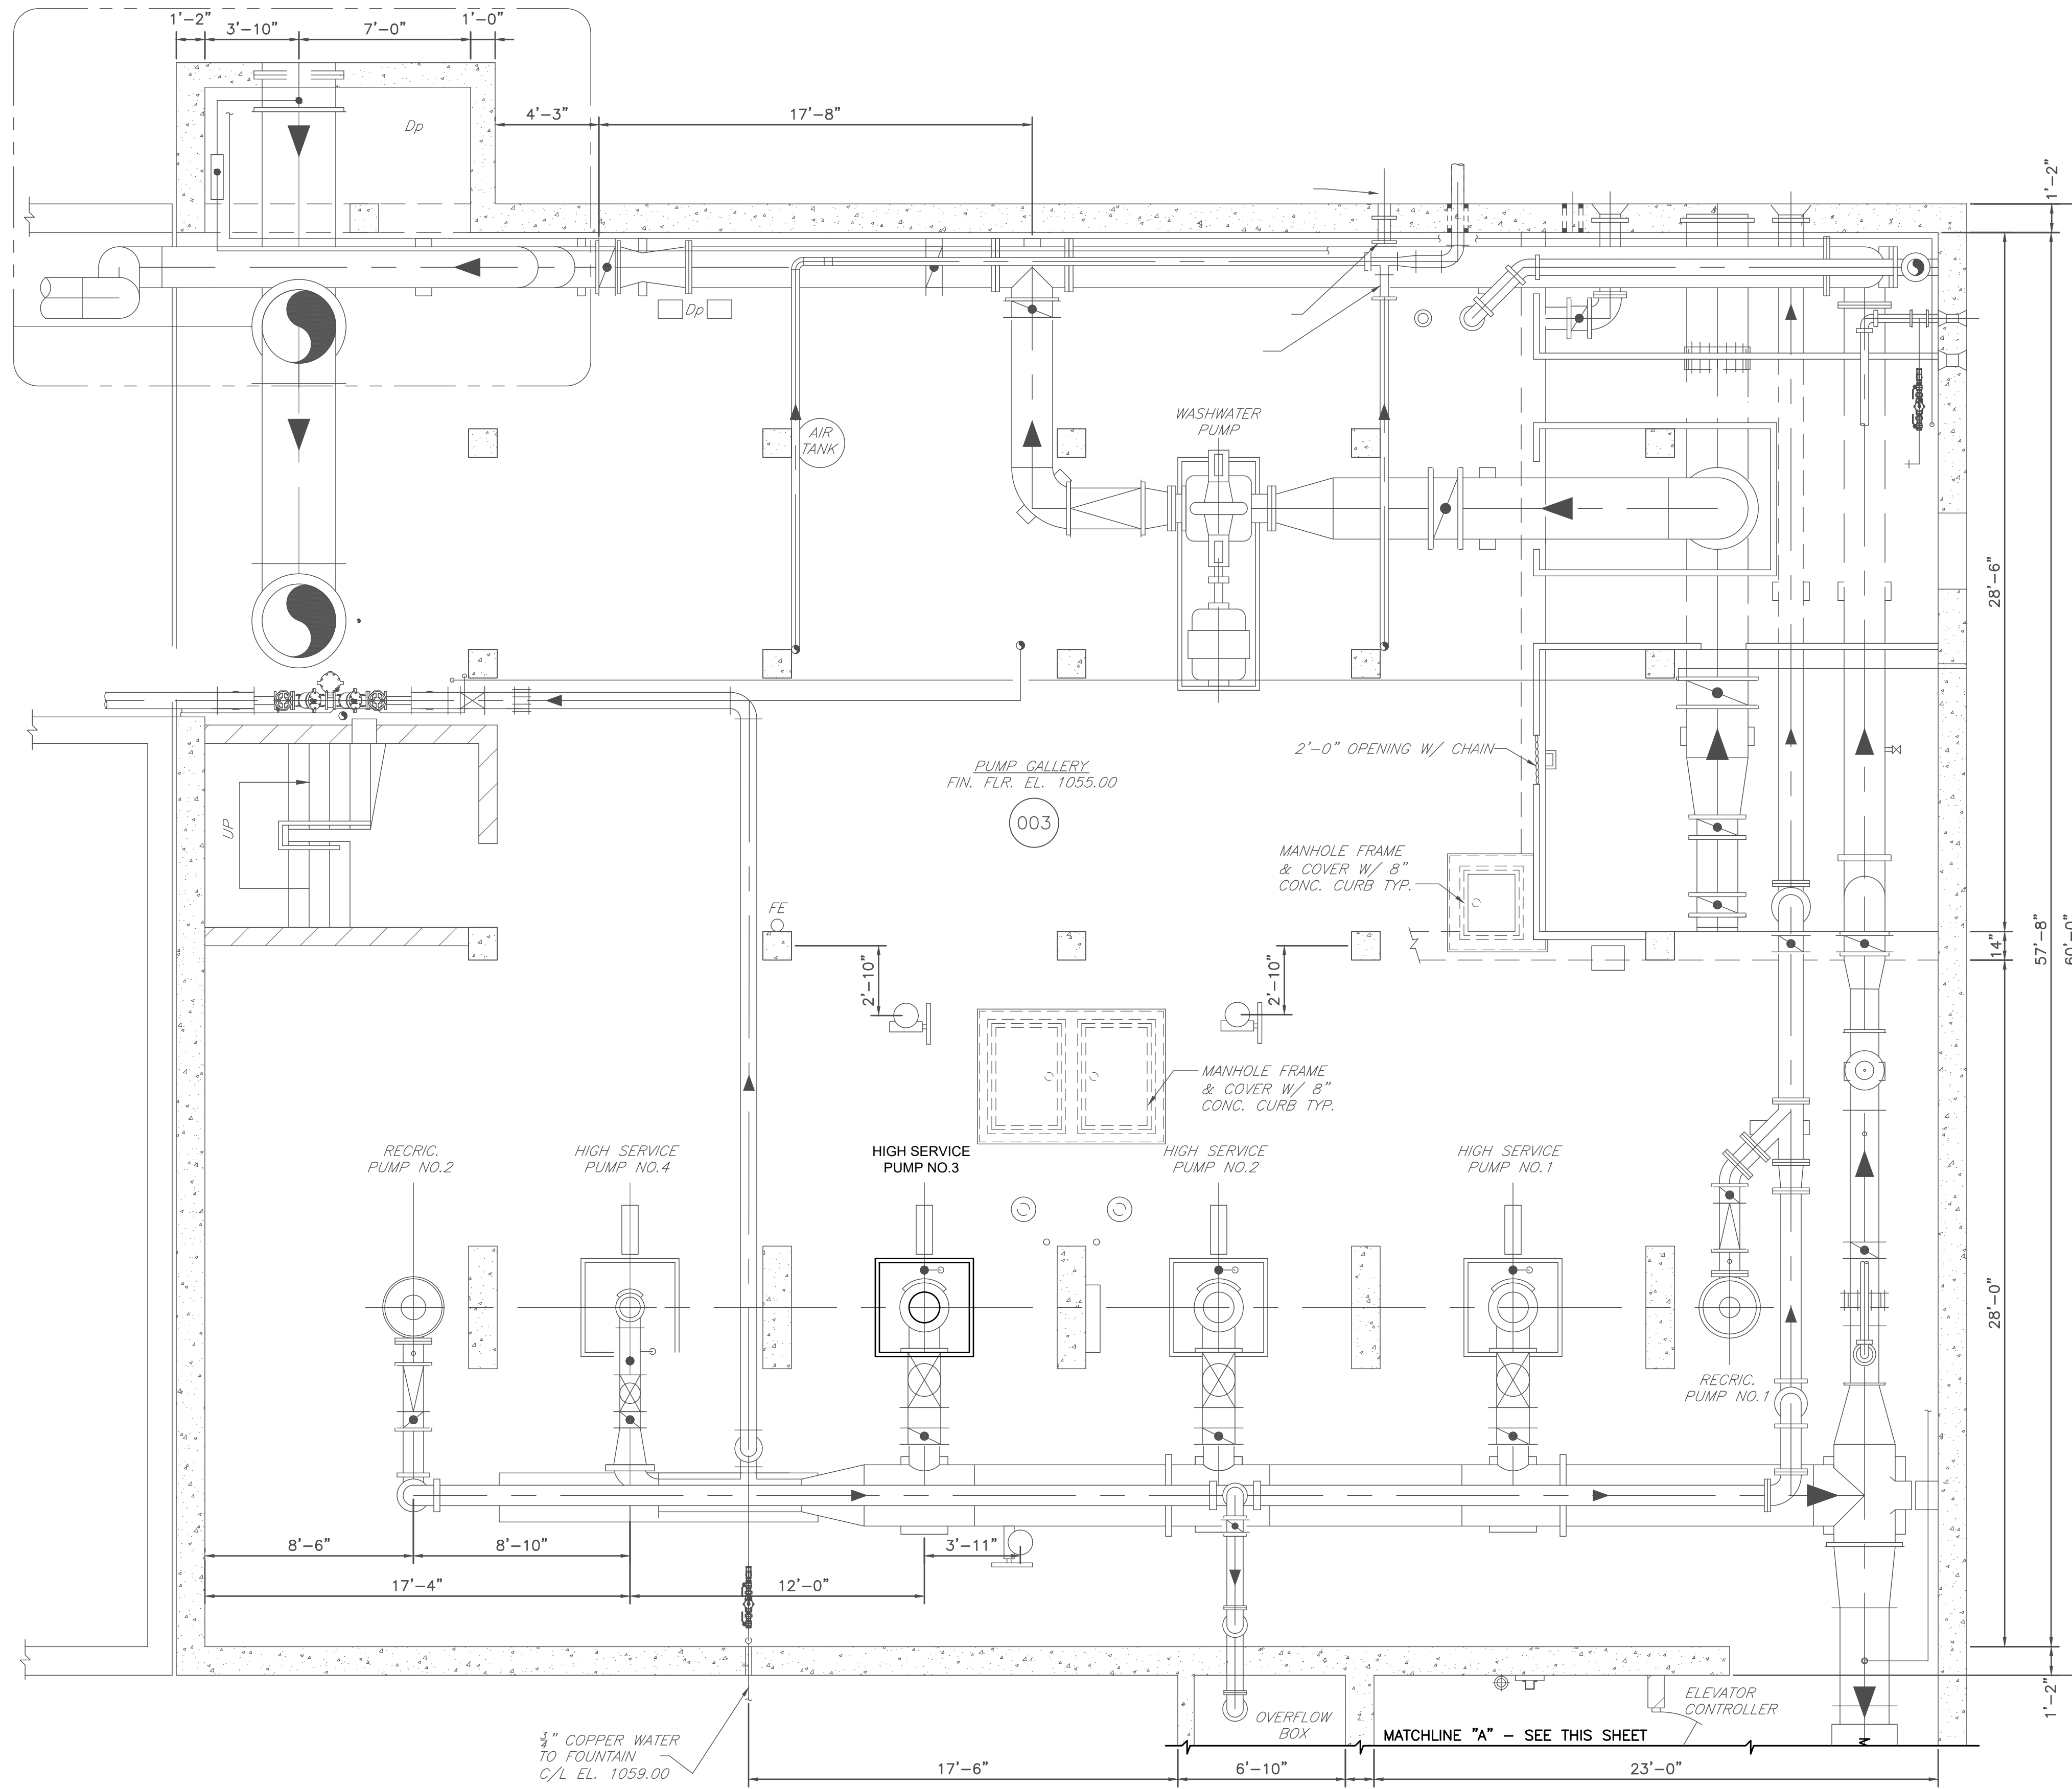 1'-2"
3'-10"
7'-0"
1'-0"
4'-3"
17'-8"
1'-2"
Dp
Dp
AIR
TANK
WASHWATER
PUMP
28'-6"
2'-0" OPENING W/ CHAIN
PUMP GALLERY
FIN. FLR. EL. 1055.00
003
UP
MANHOLE FRAME
& COVER W/ 8"
CONC. CURB TYP.
FE
2'-10"
2'-10"
14"
57'-8"
60'-0"
MANHOLE FRAME
& COVER W/ 8"
CONC. CURB TYP.
RECRIC.
PUMP NO.2
HIGH SERVICE
PUMP NO.4
HIGH SERVICE
PUMP NO.3
HIGH SERVICE
PUMP NO.2
HIGH SERVICE
PUMP NO.1
28'-0"
RECRIC.
PUMP NO.1
8'-6"
8'-10"
3'-11"
17'-4"
12'-0"
3/4" COPPER WATER
TO FOUNTAIN
C/L EL. 1059.00
OVERFLOW
BOX
ELEVATOR
CONTROLLER
MATCHLINE "A" - SEE THIS SHEET
1'-2"
17'-6"
6'-10"
23'-0"